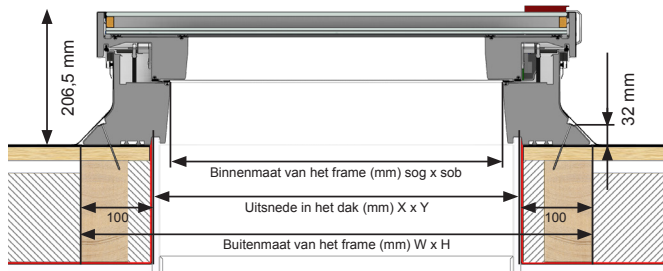 206,5 mm
32 mm
Binnenmaat van het frame (mm) sog x sob
Uitsnede in het dak (mm) X x Y
100
100
Buitenmaat van het frame (mm) W x H